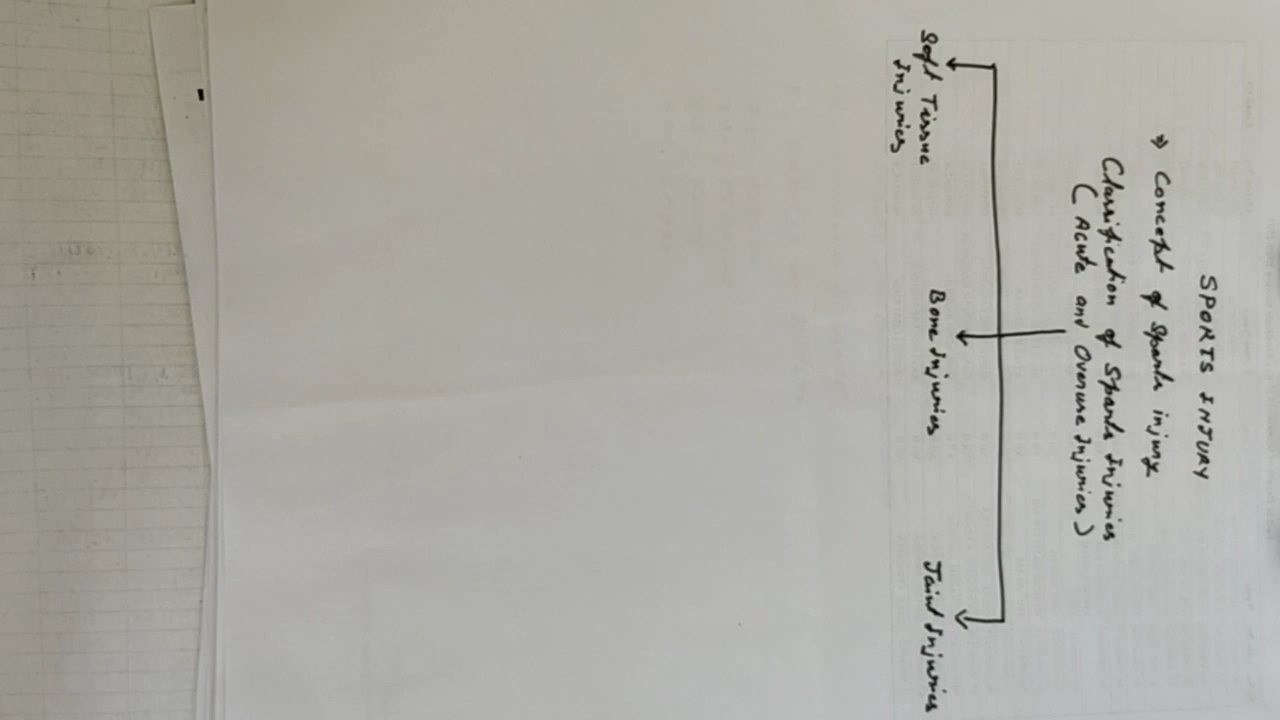 SPORTS INJURY
⇒ Concept of Sports injury
Classification of Sports Injuries
(Acute and Overuse Injuries)
Soft Tissue
Injuries
Bone Injuries
Joint Injuries